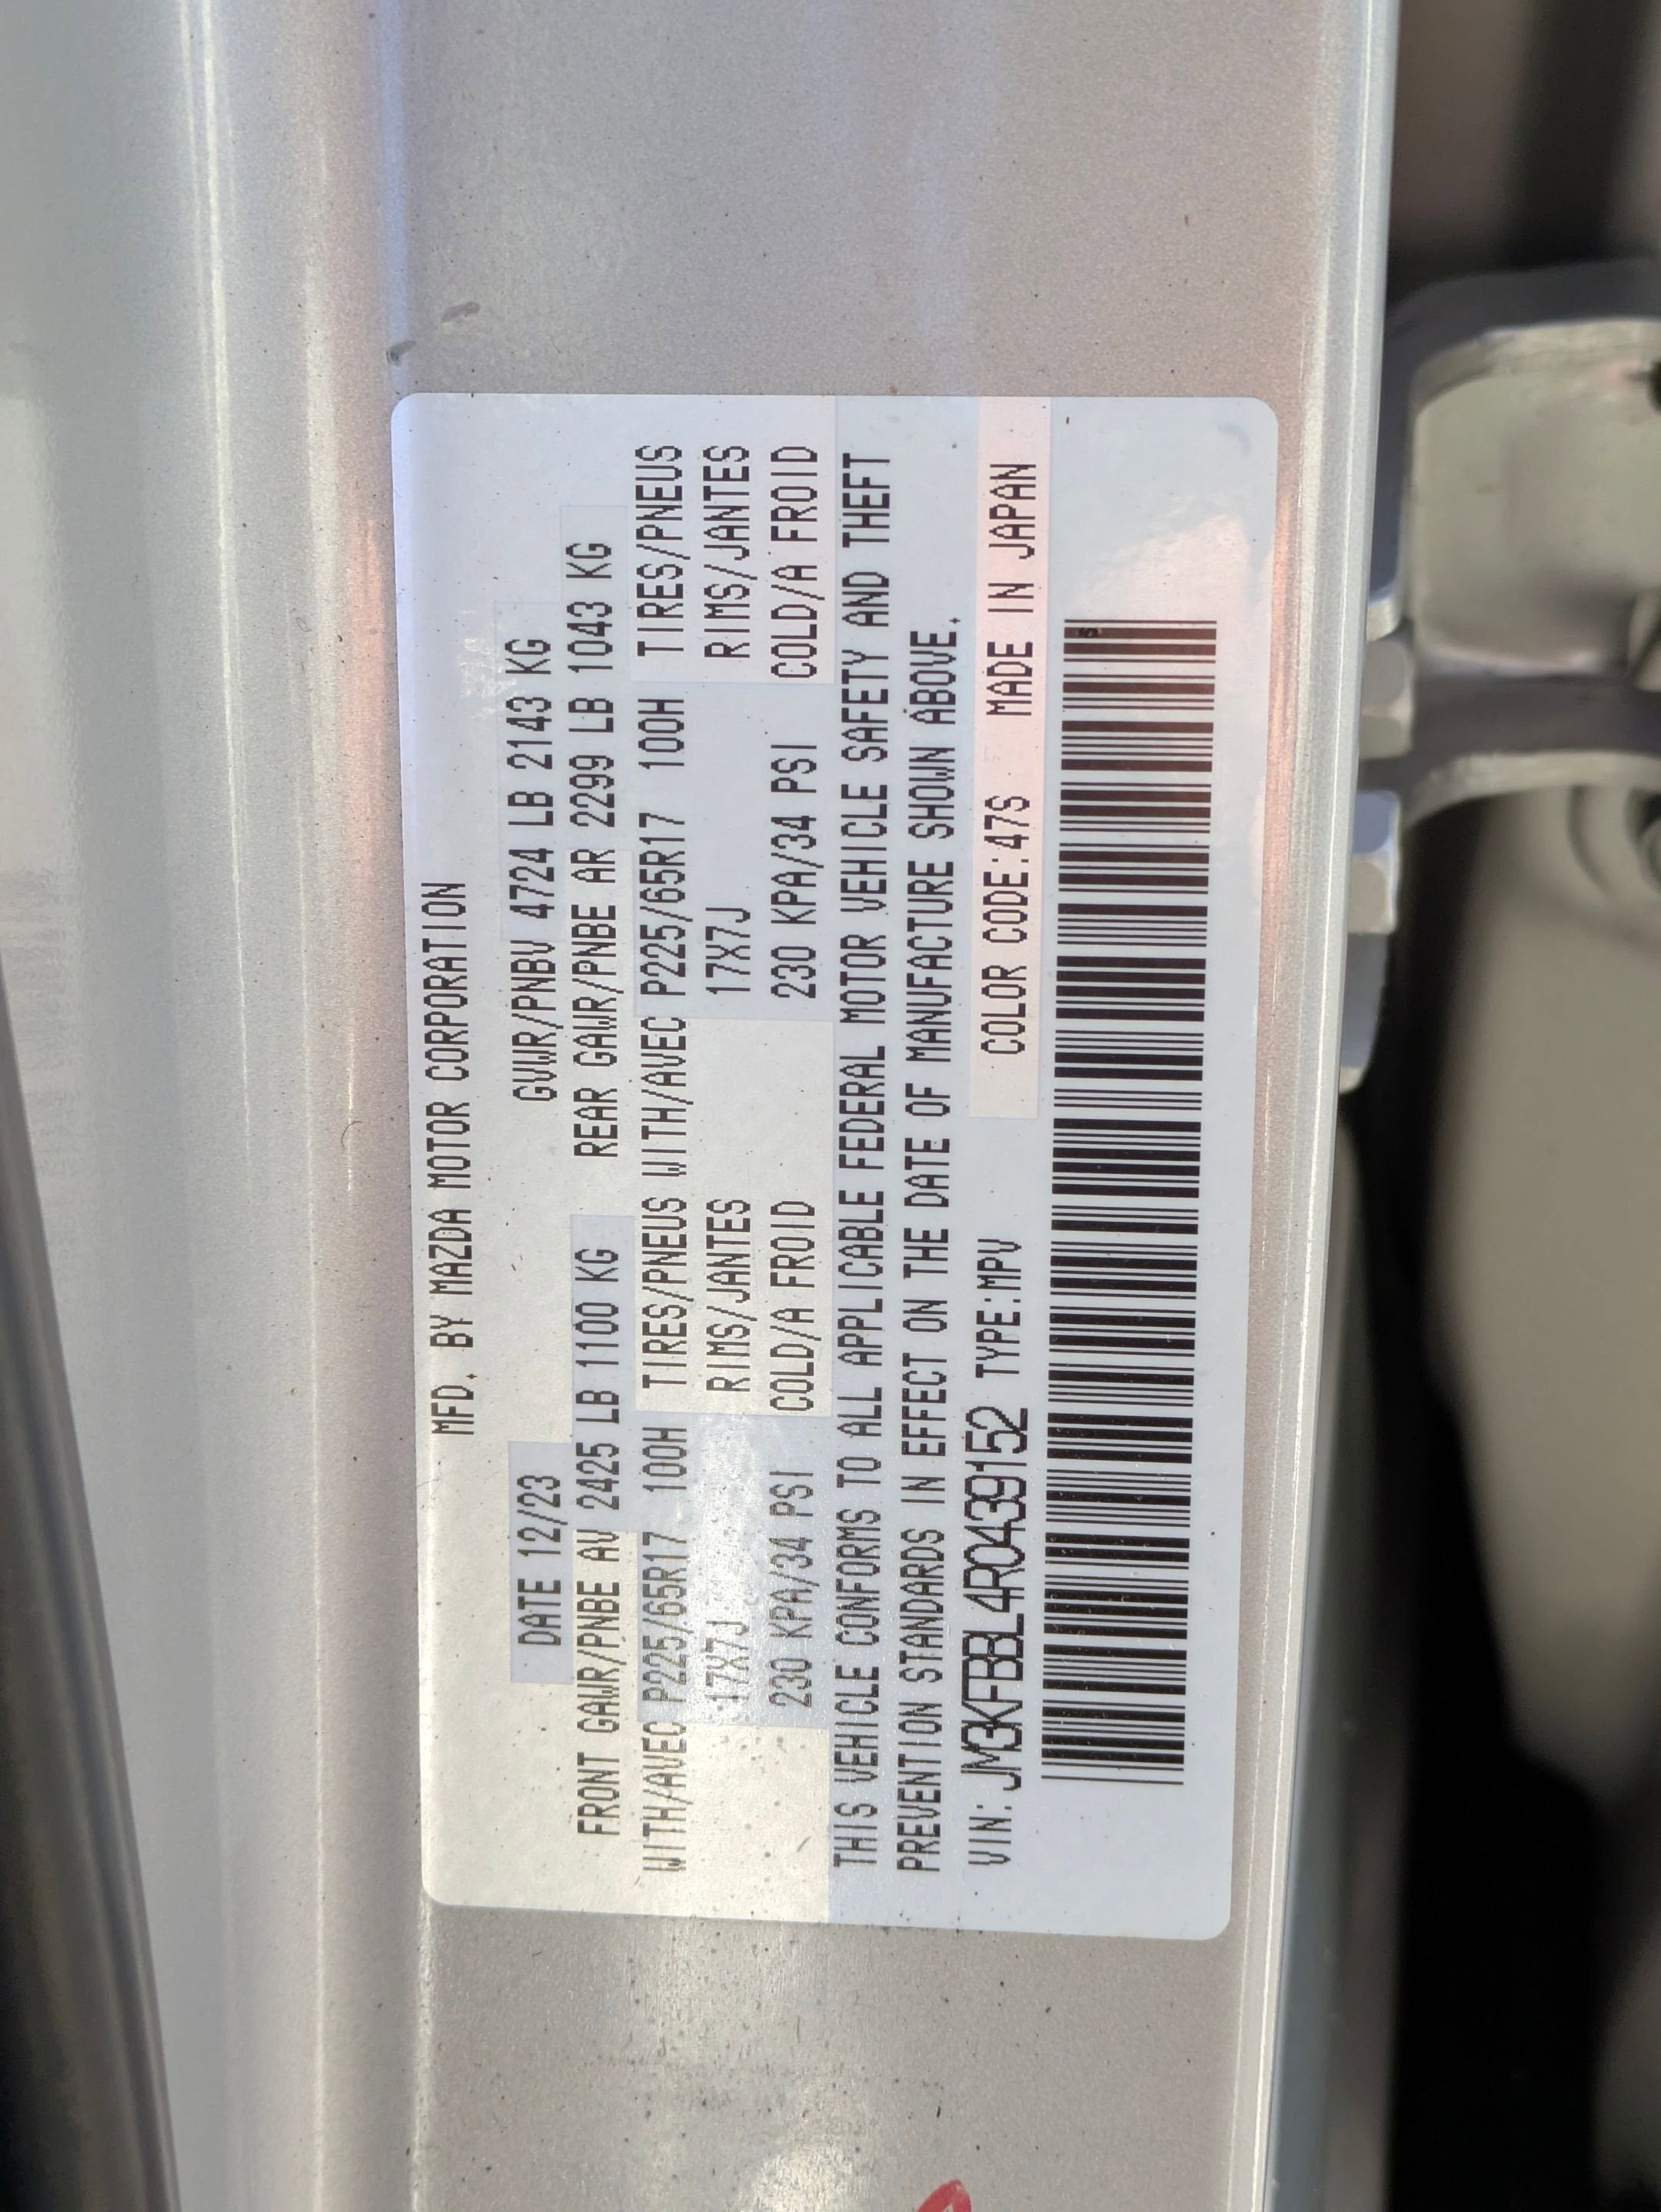 MFD. BY MAZDA MOTOR CORPORATION
DATE 12/23 GVWR/PNBV 4724 LB 2143 KG
FRONT GAWR/PNBE AV 2425 LB 1100 KG REAR GAWR/PNBE AR 2299 LB 1043 KG
WITH/AVEC P225/65R17 100H TIRES/PNEUS WITH/AVEC P225/65R17 100H TIRES/PNEUS
17X7J RIMS/JANTES 17X7J RIMS/JANTES
230 KPA/34 PSI COLD/A FROID 230 KPA/34 PSI COLD/A FROID
THIS VEHICLE CONFORMS TO ALL APPLICABLE FEDERAL MOTOR VEHICLE SAFETY AND THEFT
PREVENTION STANDARDS IN EFFECT ON THE DATE OF MANUFACTURE SHOWN ABOVE.
VIN: JM3KFBBL4R0439152 TYPE:MPV COLOR CODE:47S MADE IN JAPAN